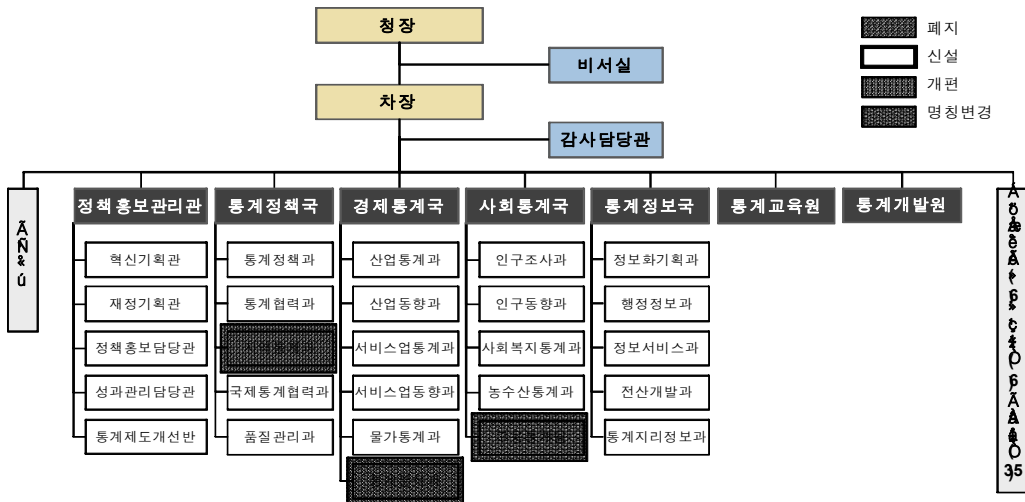 청장
폐지
신설
개편
명칭변경
비서실
차장
감사담당관
정책홍보관리관
통계정책국
경제통계국
사회통계국
통계정보국
통계교육원
통계개발원
혁신기획관
재정기획관
정책홍보담당관
성과관리담당관
통계제도개선반
통계정책과
통계협력과
국제통계협력과
품질관리과
산업통계과
산업동향과
서비스업통계과
서비스업동향과
물가통계과
인구조사과
인구동향과
사회복지통계과
농수산통계과
정보화기획과
행정정보과
정보서비스과
전산개발과
통계지리정보과
35